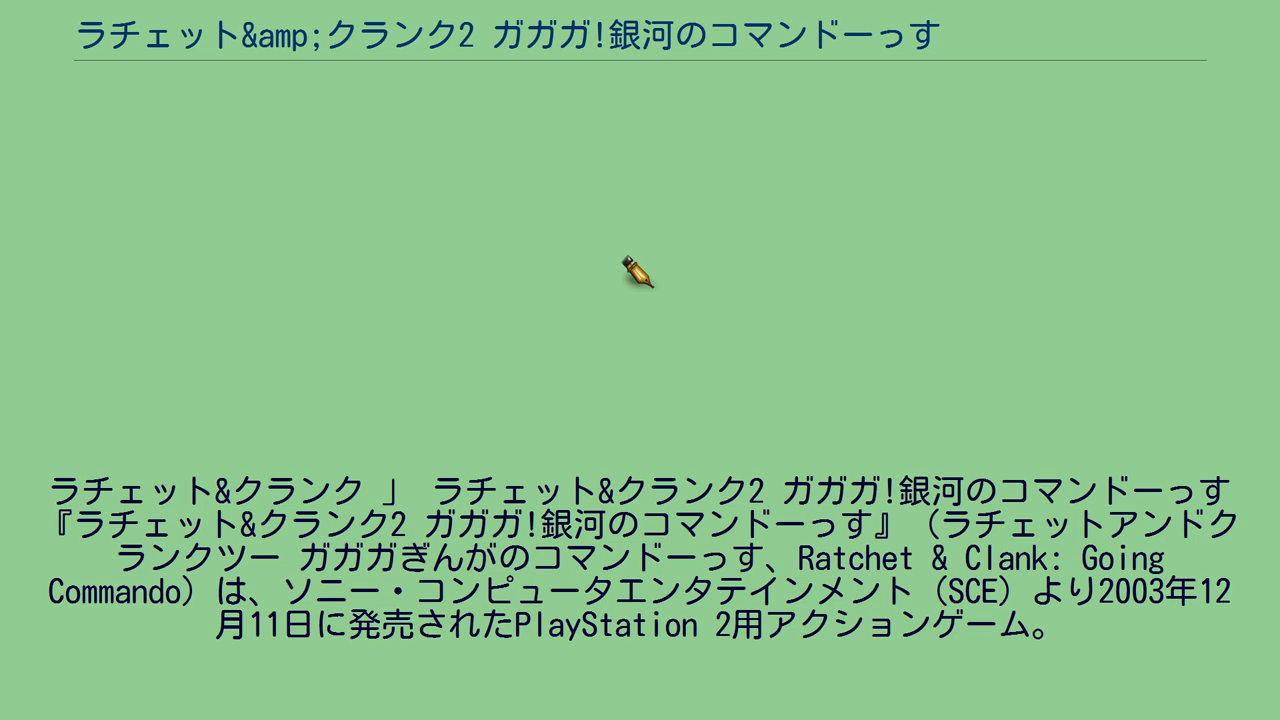 ラチェット&amp;クランク2 ガガガ!銀河のコマンドーっす
ラチェット&クランク 」 ラチェット&クランク2 ガガガ!銀河のコマンドーっす
『ラチェット&クランク2 ガガガ!銀河のコマンドーっす』（ラチェットアンドク
ランクツー ガガガぎんがのコマンドーっす、Ratchet & Clank: Going
Commando）は、ソニー・コンピュータエンタテインメント（SCE）より2003年12
月11日に発売されたPlayStation 2用アクションゲーム。